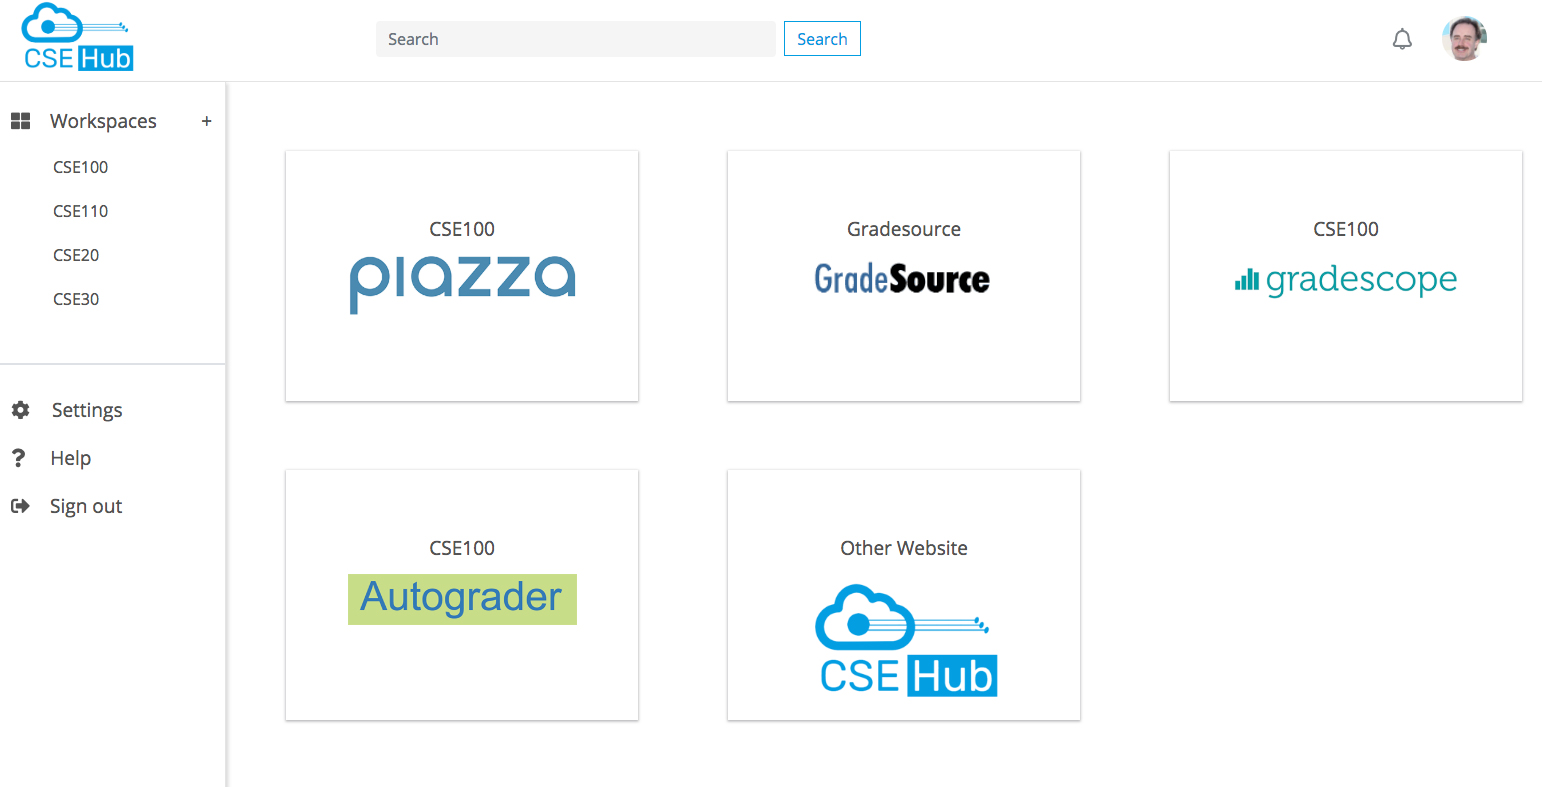 CSE Hub
Search
Search
Workspaces +
CSE100
CSE110
CSE20
CSE30
Settings
Help
Sign out
CSE100
piazza
Gradesource
GradeSource
CSE100
gradescope
CSE100
Autograder
Other Website
CSE Hub